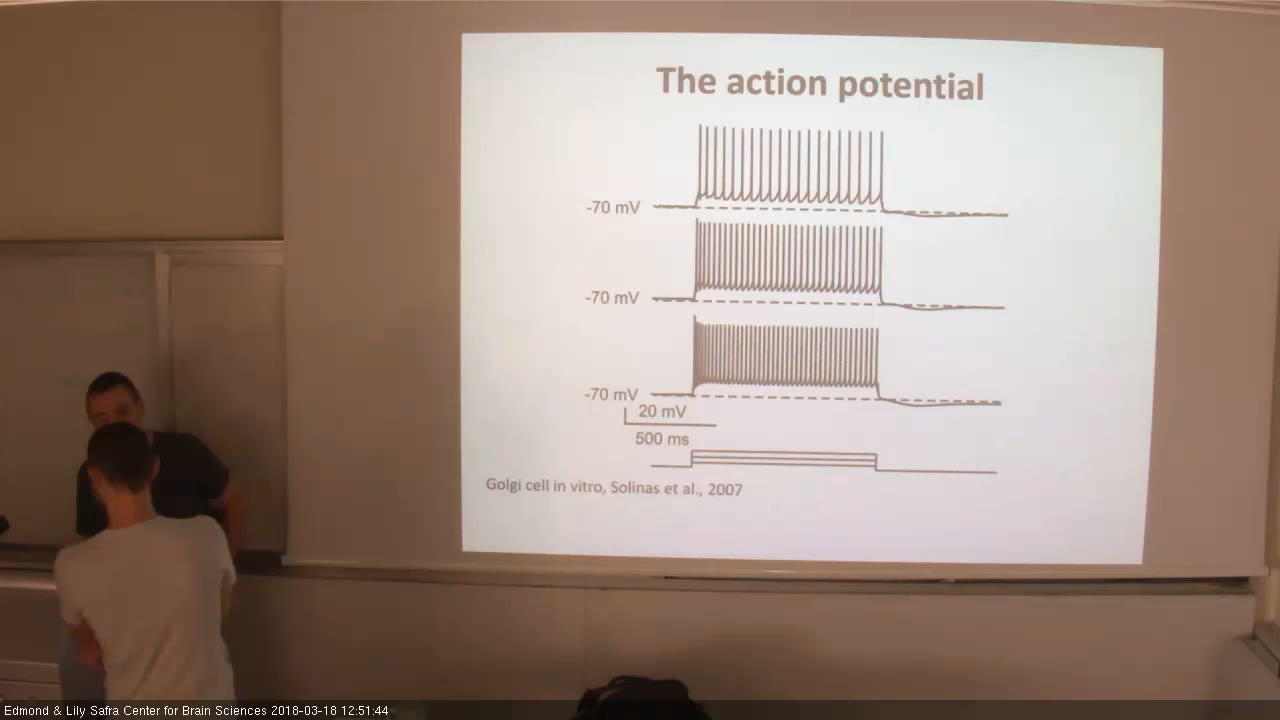 The action potential
-70 mV
-70 mV
-70 mV
20 mV
500 ms
Golgi cell in vitro, Solinas et al., 2007
Edmond & Lily Safra Center for Brain Sciences 2018-03-18 12:51:44